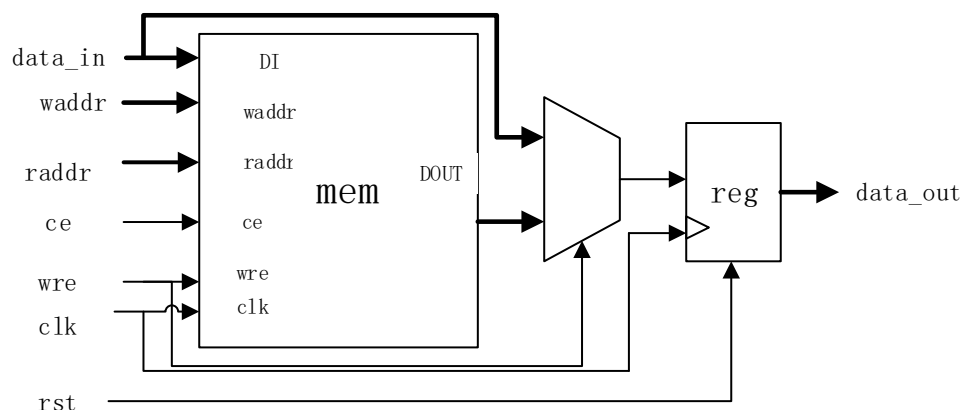 data_in
DI
waddr
waddr
raddr
raddr
DOUT
mem
reg
data_out
ce
ce
wre
wre
clk
clk
rst